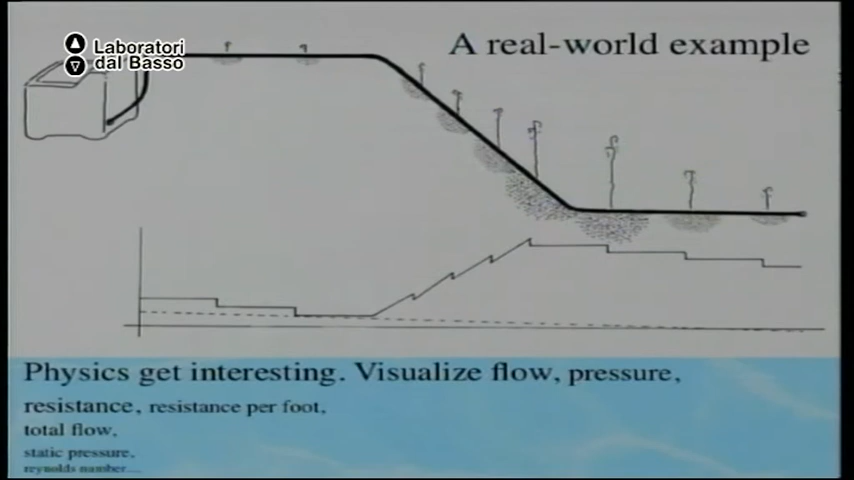 Laboratori
dal Basso
A real-world example
Physics get interesting. Visualize flow, pressure,
resistance, resistance per foot,
total flow,
static pressure,
reynolds number....